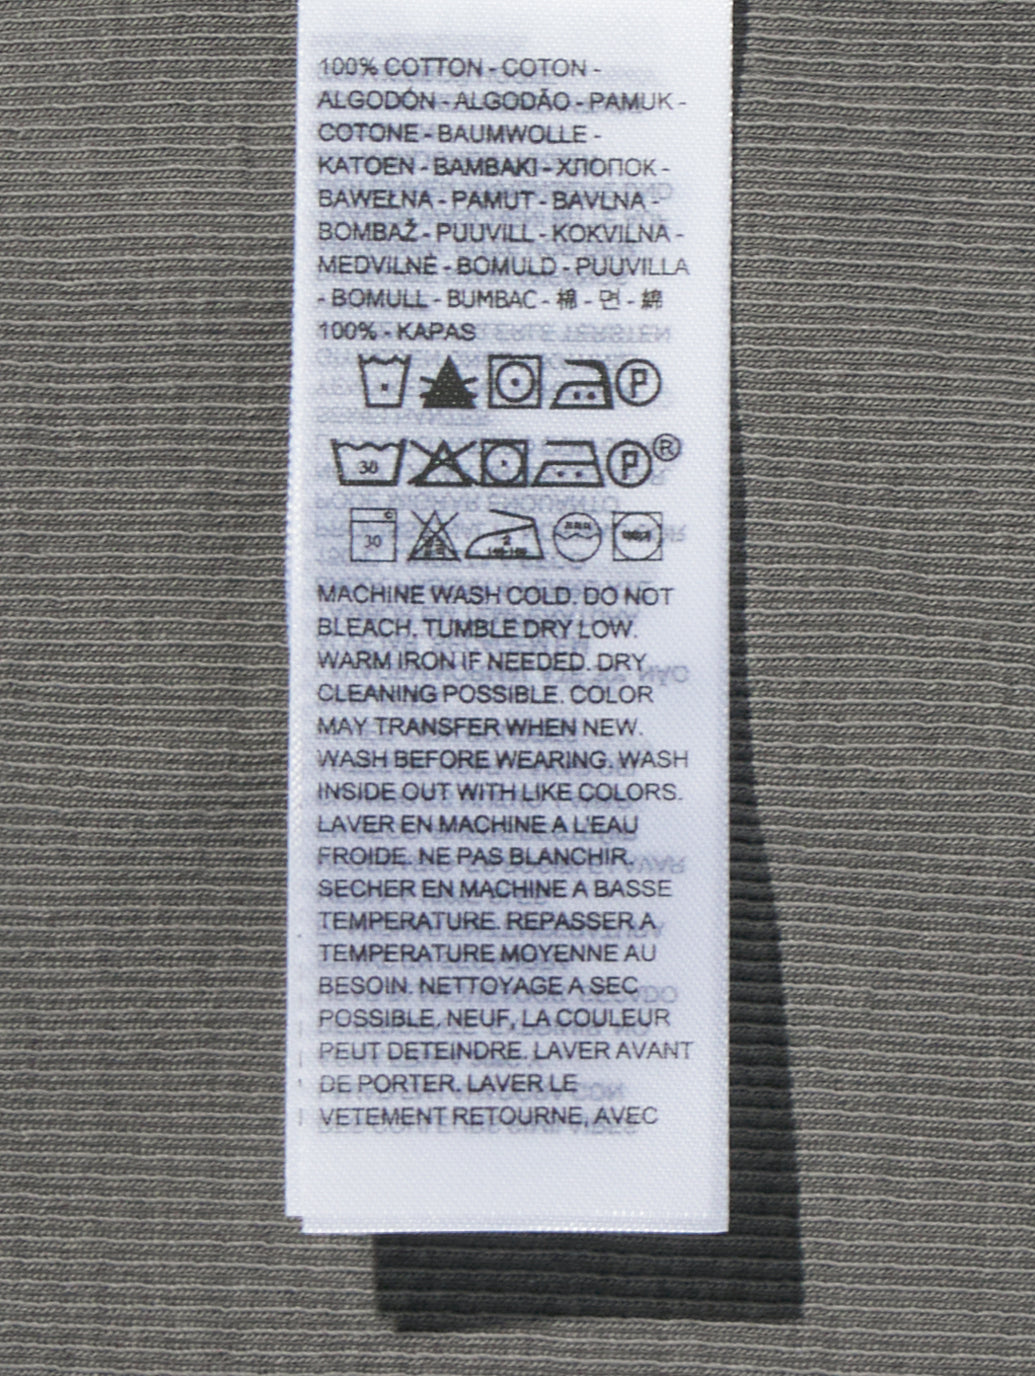 100% COTTON - COTON -
ALGODÓN - ALGODÃO - PAMUK -
COTONE - BAUMWOLLE -
KATOEN - BAMBAKI - ХЛОПОК -
BAWEŁNA - PAMUT - BAVLNA -
BOMBAŽ - PUUVILL - KOKVILNA -
MEDVILNĖ - BOMULD - PUUVILLA
- BOMULL - BUMBAC - 棉 - 면 - 綿
100% - KAPAS
P
30 P®
C 30 2
MACHINE WASH COLD. DO NOT
BLEACH. TUMBLE DRY LOW.
WARM IRON IF NEEDED. DRY
CLEANING POSSIBLE. COLOR
MAY TRANSFER WHEN NEW.
WASH BEFORE WEARING. WASH
INSIDE OUT WITH LIKE COLORS.
LAVER EN MACHINE A L'EAU
FROIDE. NE PAS BLANCHIR.
SECHER EN MACHINE A BASSE
TEMPERATURE. REPASSER A
TEMPERATURE MOYENNE AU
BESOIN. NETTOYAGE A SEC
POSSIBLE. NEUF, LA COULEUR
PEUT DETEINDRE. LAVER AVANT
DE PORTER. LAVER LE
VETEMENT RETOURNE, AVEC